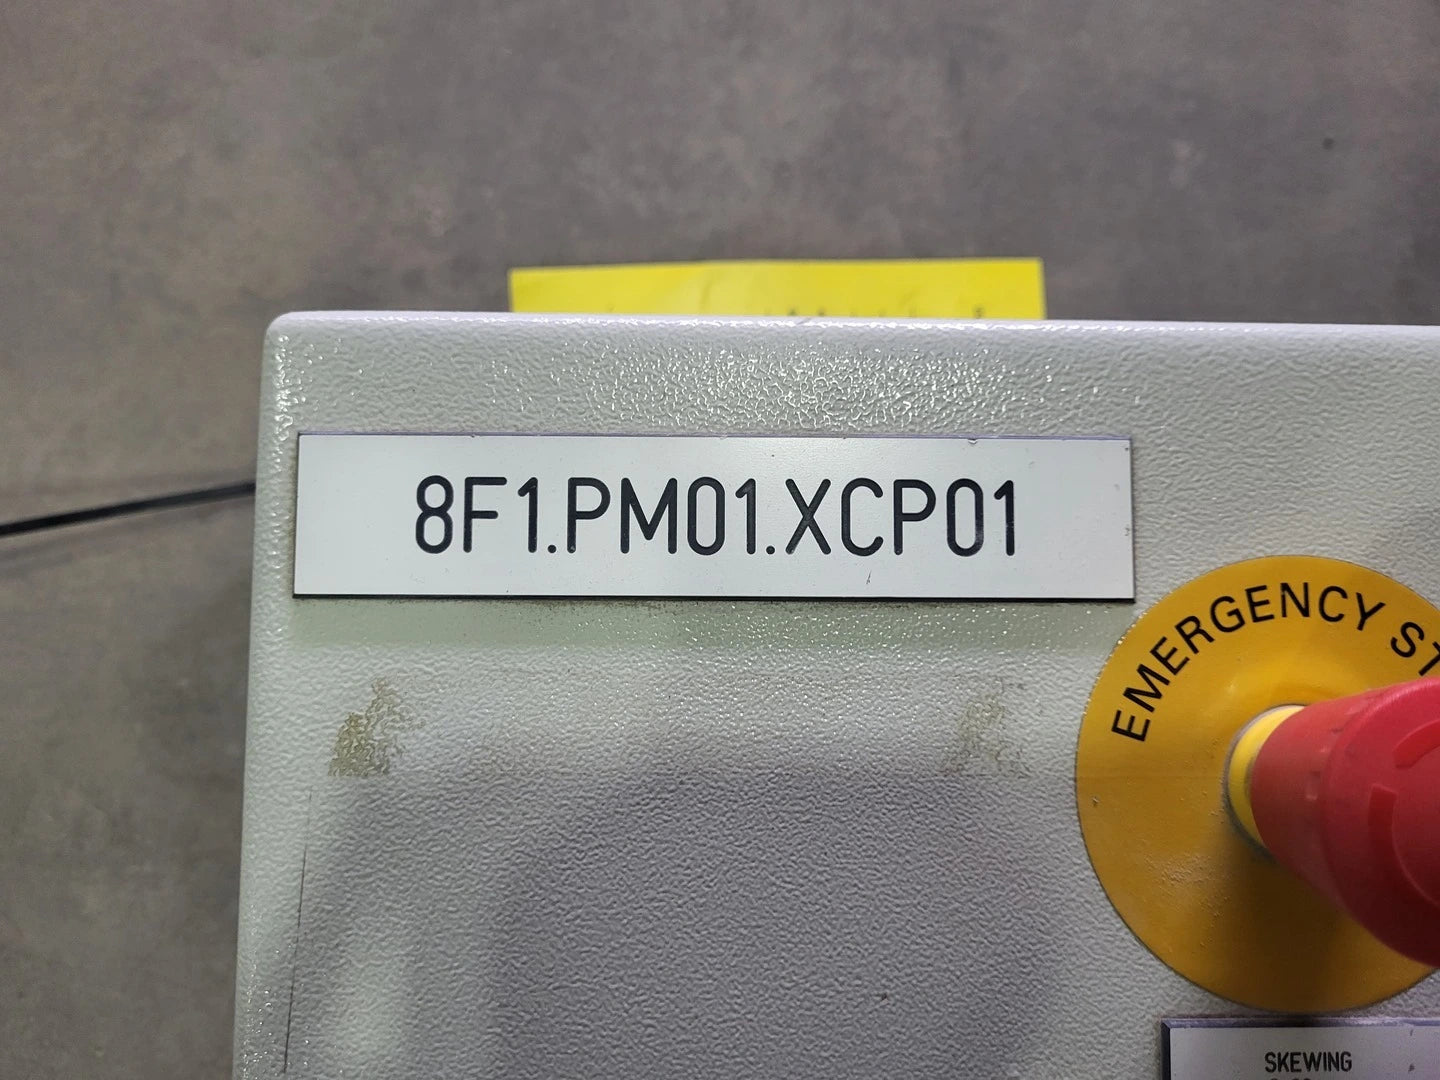 8F1.PM01.XCP01
EMERGENCY ST
SKEWING